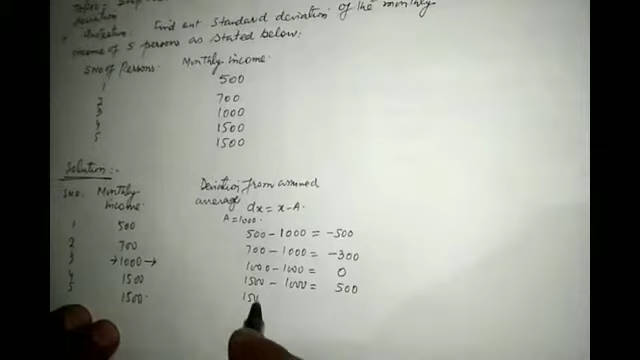 deviation
Find out Standard deviation of the monthly
income of 5 persons as stated below:
S No of Persons. Monthly income.
1 500
2 700
3 1000
4 1500
5 1500
Solution:-
S No. Monthly income Deviation from assumed average dx = x-A.
A=1000.
1 500 500 - 1000 = -500
2 700 700 - 1000 = -300
3 →1000→ 1000 - 1000 = 0
4 1500 1500 - 1000 = 500
5 1500. 150